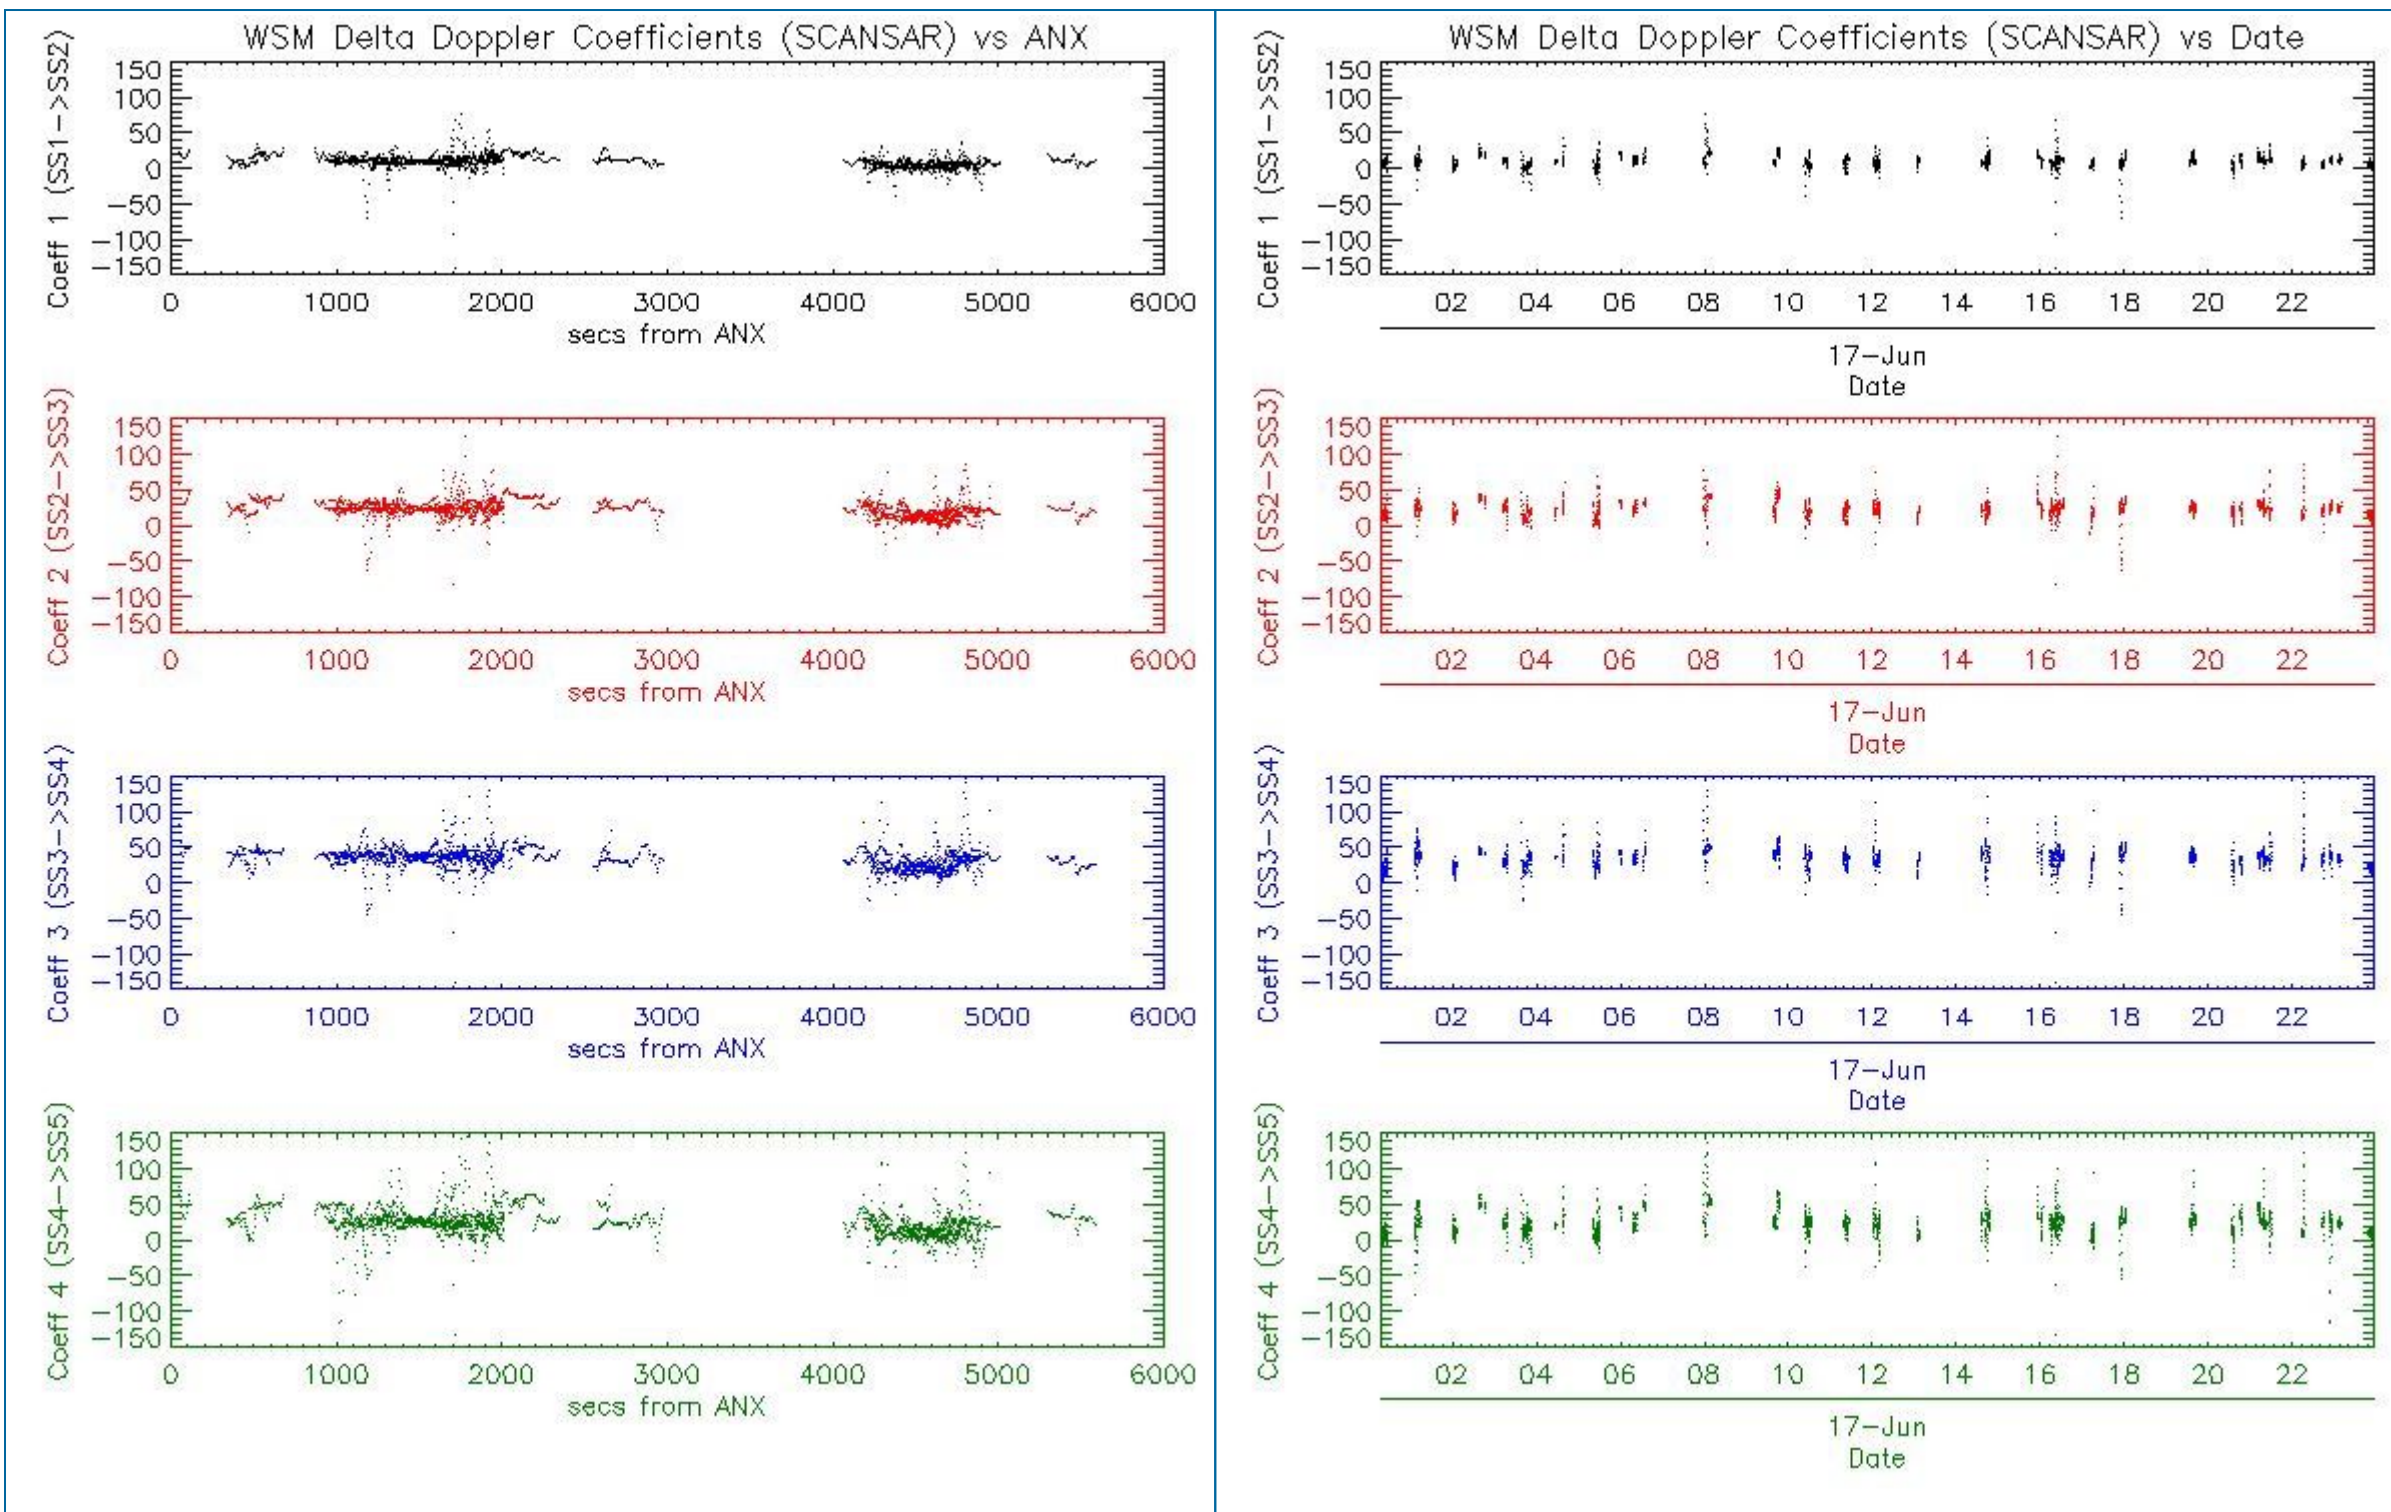 WSM Delta Doppler Coefficients (SCANSAR) vs ANX
Coeff 1 (SS1->SS2)
150
100
50
0
-50
-100
-150
0 1000 2000 3000 4000 5000 6000
secs from ANX
Coeff 2 (SS2->SS3)
150
100
50
0
-50
-100
-150
0 1000 2000 3000 4000 5000 6000
secs from ANX
Coeff 3 (SS3->SS4)
150
100
50
0
-50
-100
-150
0 1000 2000 3000 4000 5000 6000
secs from ANX
Coeff 4 (SS4->SS5)
150
100
50
0
-50
-100
-150
0 1000 2000 3000 4000 5000 6000
secs from ANX
WSM Delta Doppler Coefficients (SCANSAR) vs Date
Coeff 1 (SS1->SS2)
150
100
50
0
-50
-100
-150
02 04 06 08 10 12 14 16 18 20 22
17-Jun
Date
Coeff 2 (SS2->SS3)
150
100
50
0
-50
-100
-150
02 04 06 08 10 12 14 16 18 20 22
17-Jun
Date
Coeff 3 (SS3->SS4)
150
100
50
0
-50
-100
-150
02 04 06 08 10 12 14 16 18 20 22
17-Jun
Date
Coeff 4 (SS4->SS5)
150
100
50
0
-50
-100
-150
02 04 06 08 10 12 14 16 18 20 22
17-Jun
Date